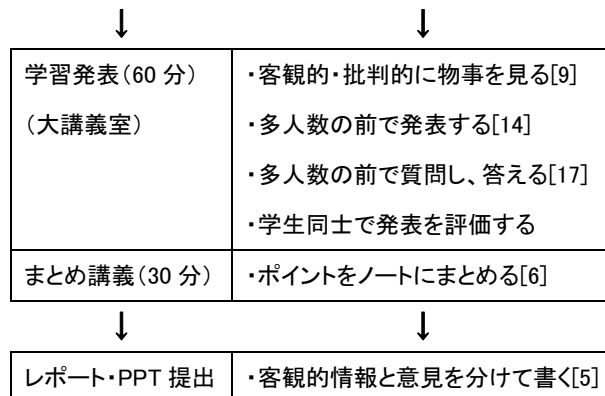 ↓ ↓
学習発表(60 分)
(大講義室)
・客観的・批判的に物事を見る[9]
・多人数の前で発表する[14]
・多人数の前で質問し、答える[17]
・学生同士で発表を評価する
まとめ講義(30 分)
・ポイントをノートにまとめる[6]
↓ ↓
レポート・PPT 提出
・客観的情報と意見を分けて書く[5]